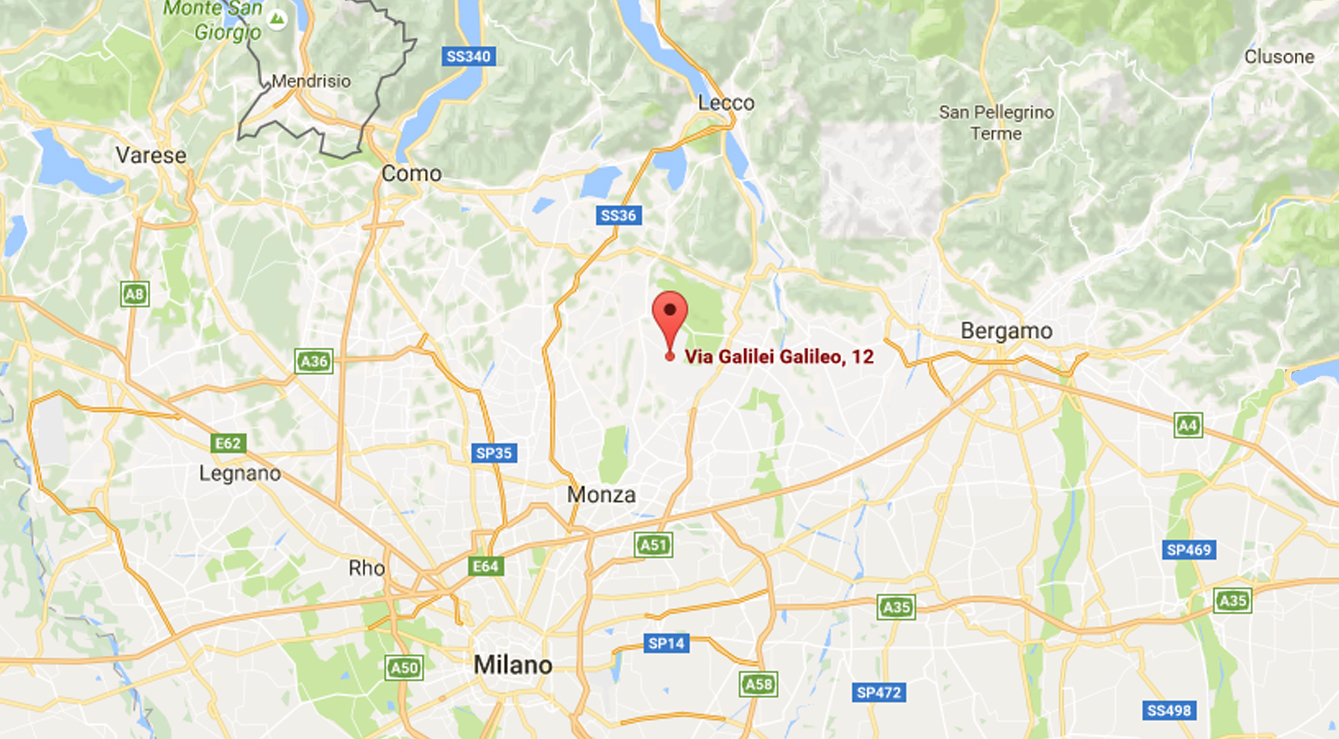 Monte San
Giorgio
SS340
Clusone
Mendrisio
Lecco
San Pellegrino
Terme
Varese
Como
SS36
A8
Bergamo
Via Galilei Galileo, 12
A36
A4
E62
SP35
Legnano
Monza
A51
SP469
Rho
E64
A35
A35
SP14
Milano
A50
A58
SP472
SS498